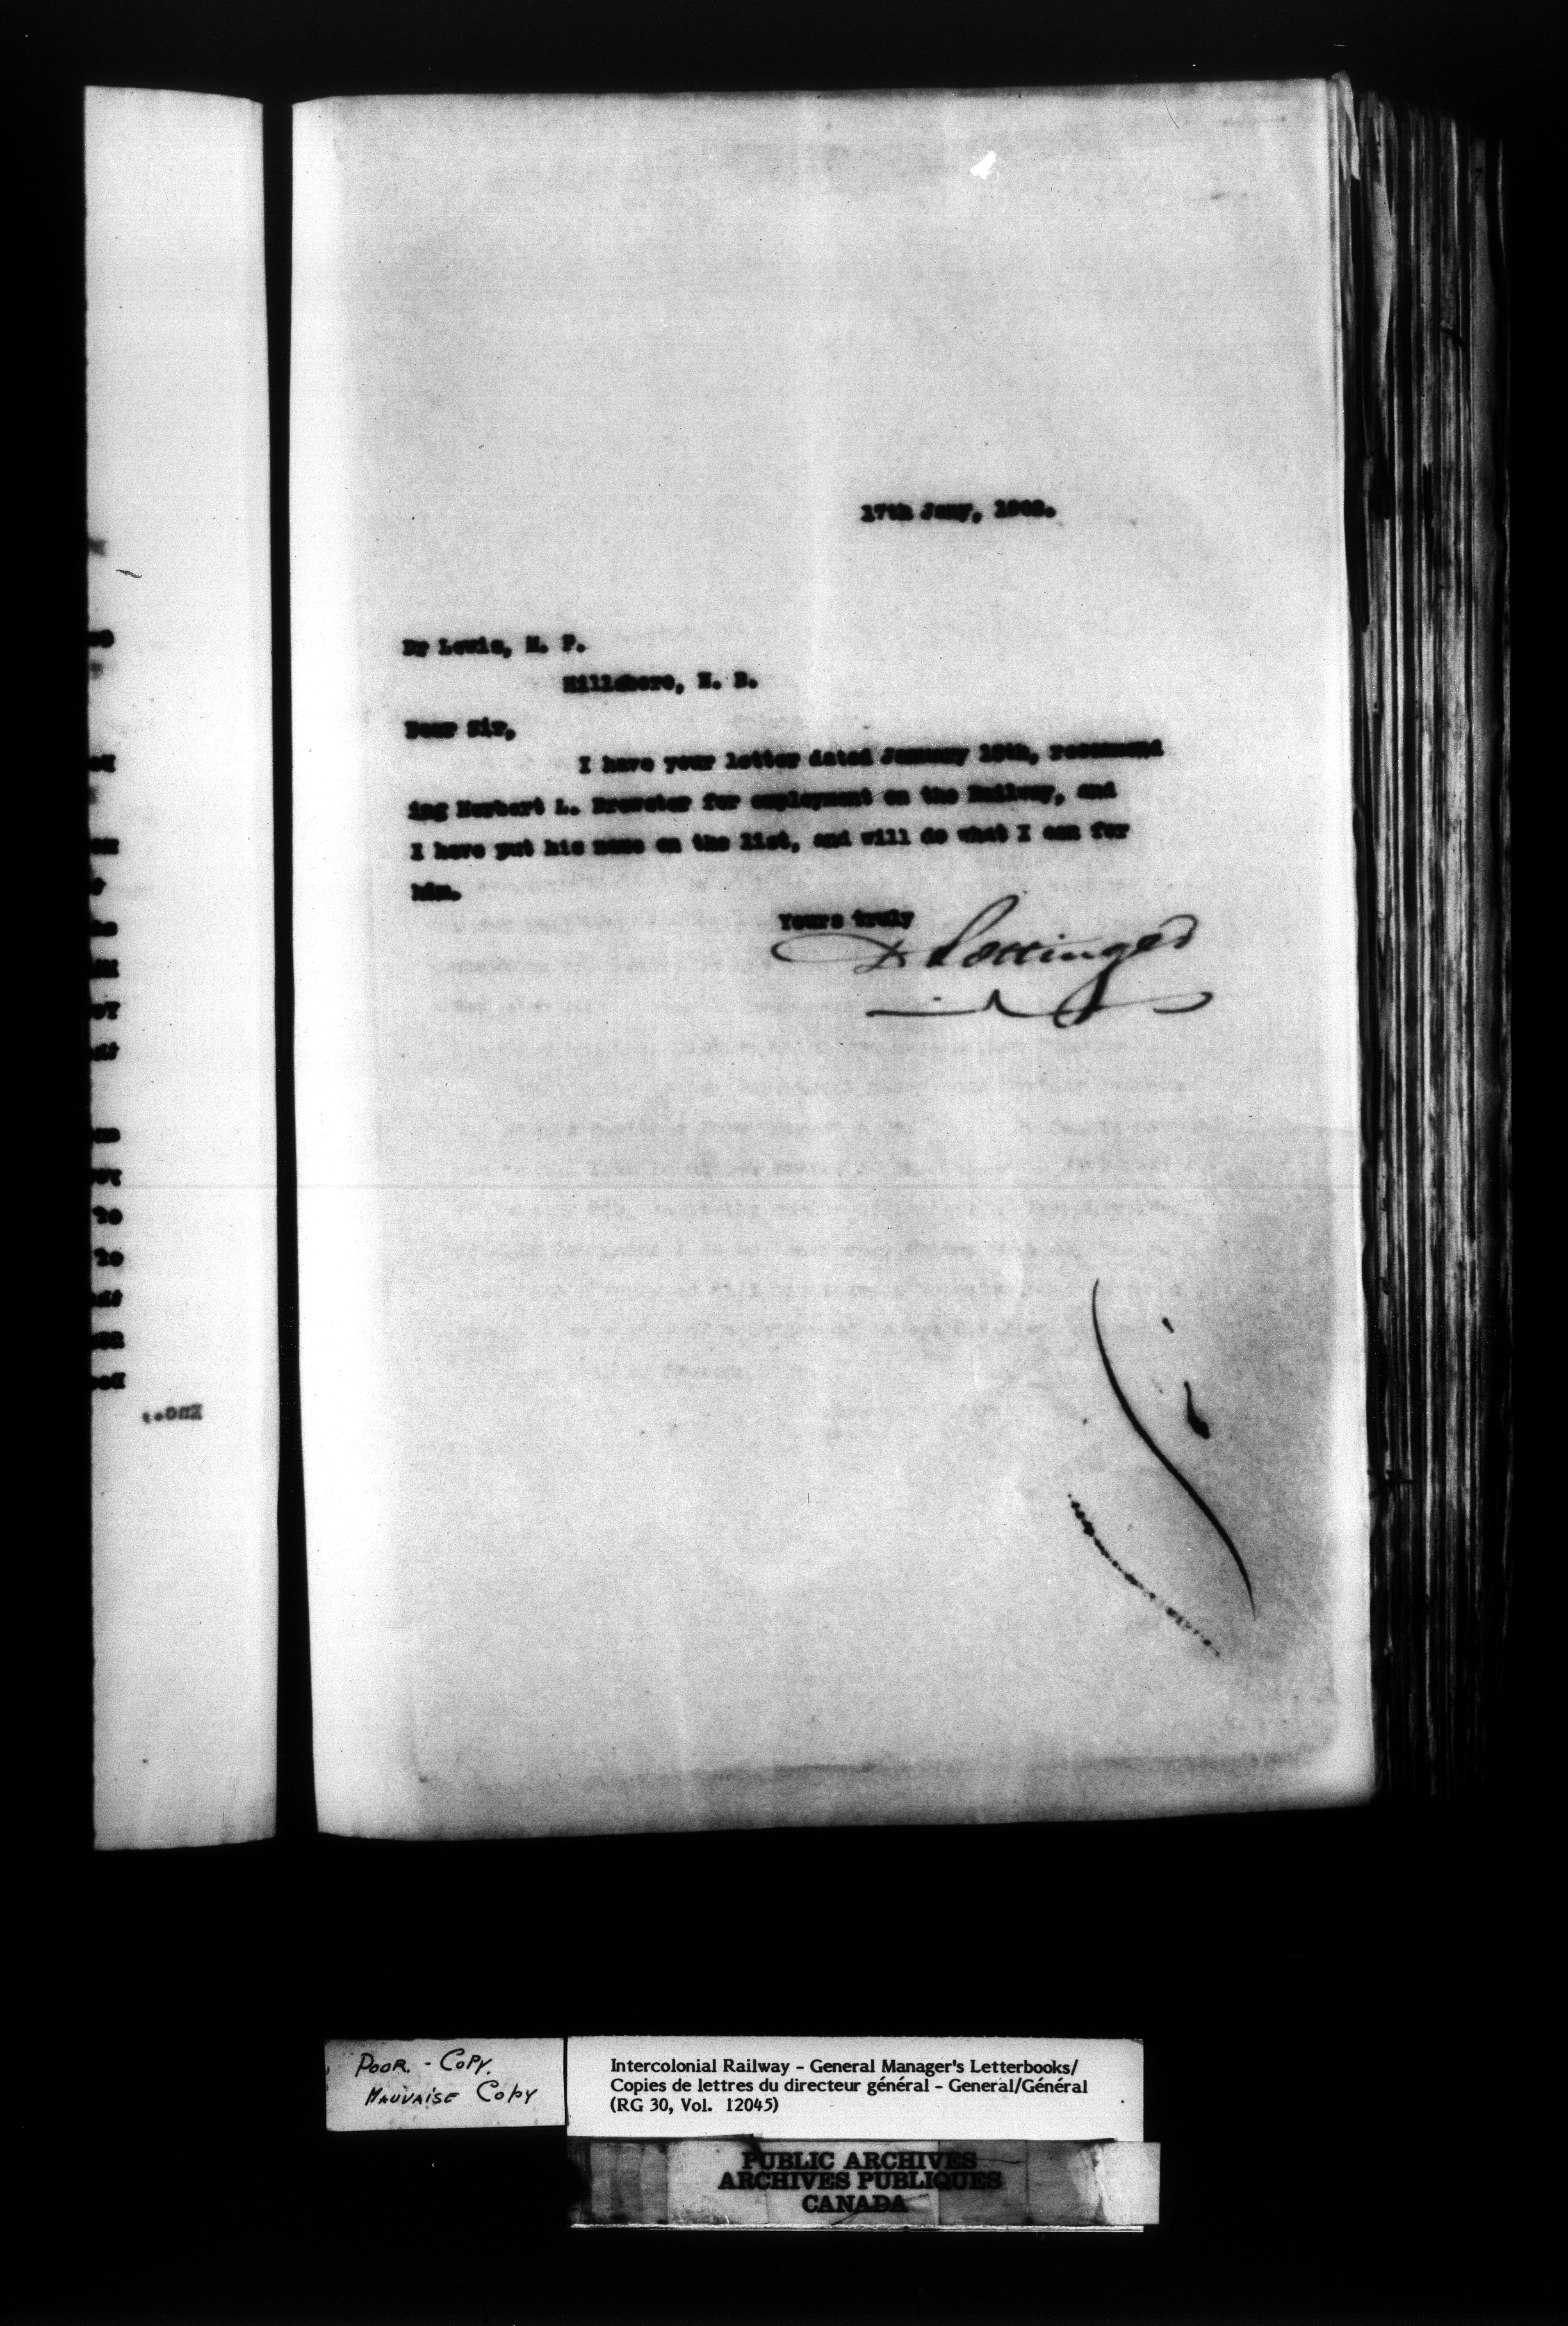 17th Jany, 1902.
Dr Lewis, M. P.
Hillsboro, N. B.
Dear Sir,
I have your letter dated January 15th, recommend
ing Herbert L. Brewster for employment on the Railway, and
I have put his name on the list, and will do what I can for
him.
Yours truly
D Pottinger
Poor. - Copy.
Mauvaise Copy
Intercolonial Railway - General Manager's Letterbooks/
Copies de lettres du directeur général - General/Général
(RG 30, Vol. 12045)
PUBLIC ARCHIVES
ARCHIVES PUBLIQUES
CANADA